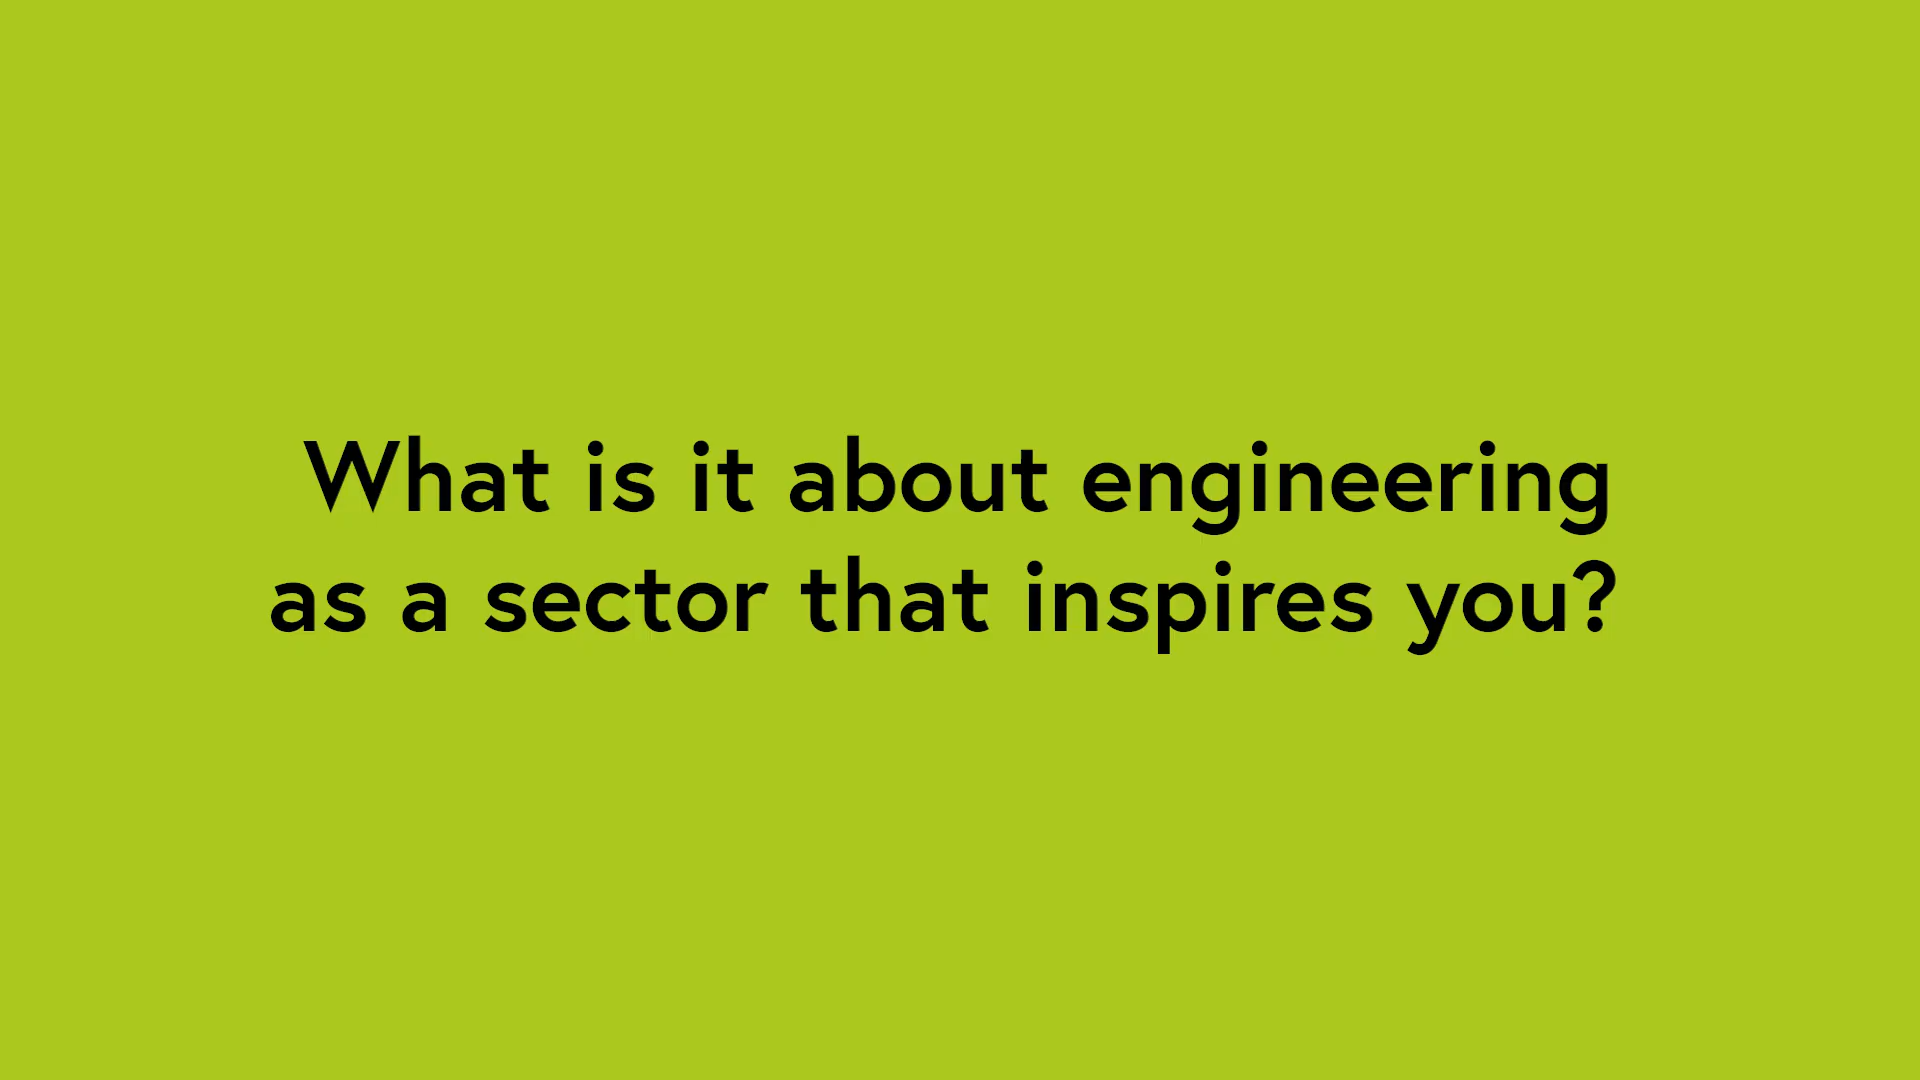 What is it about engineering
as a sector that inspires you?